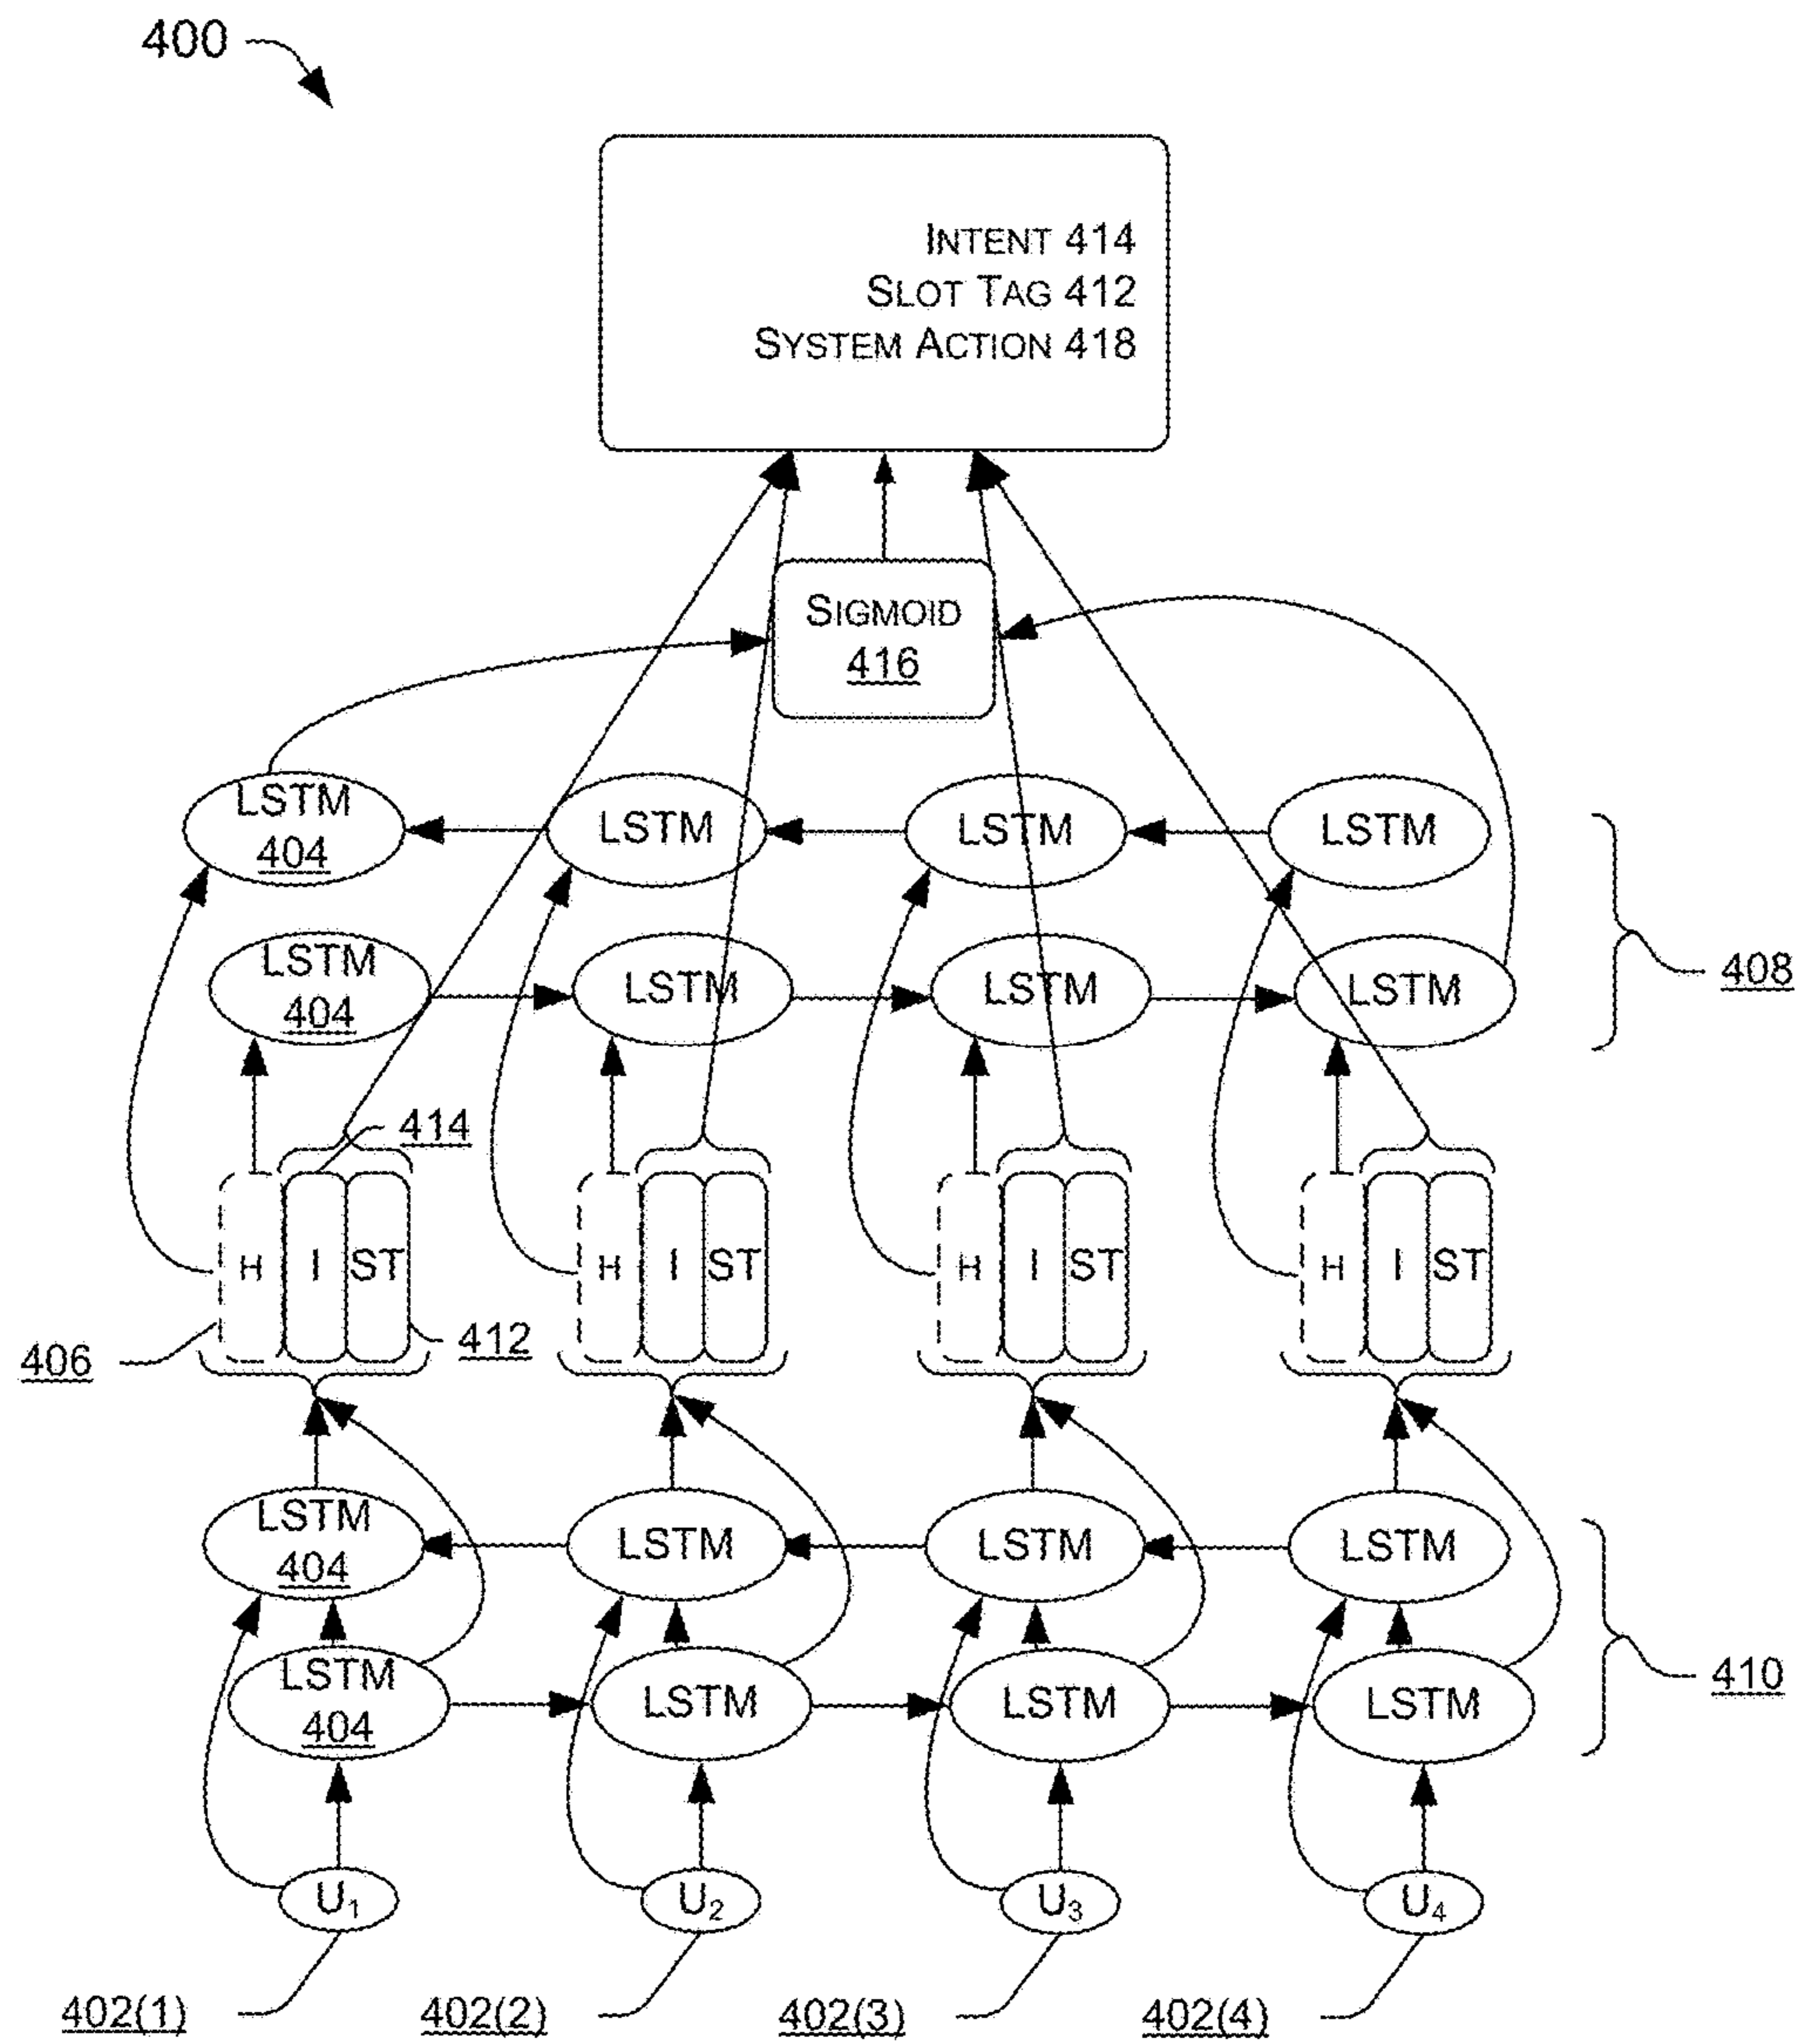 400
INTENT 414
SLOT TAG 412
SYSTEM ACTION 418
SIGMOID
416
LSTM
404
LSTM
LSTM
LSTM
408
LSTM
404
LSTM
LSTM
LSTM
414
H I ST
H I ST
H I ST
H I ST
406
412
LSTM
404
LSTM
LSTM
LSTM
410
LSTM
404
LSTM
LSTM
LSTM
U1
U2
U3
U4
402(1)
402(2)
402(3)
402(4)